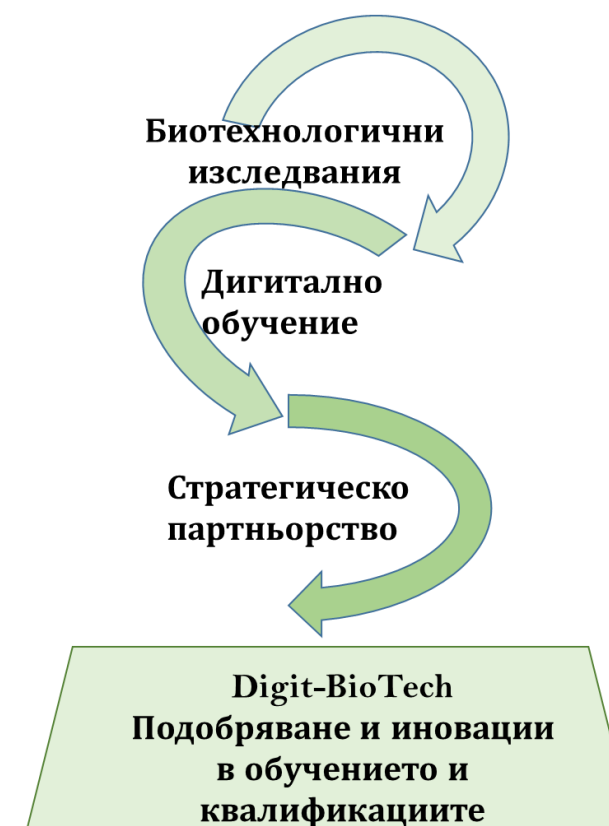 Биотехнологични
изследвания
Дигитално
обучение
Стратегическо
партньорство
Digit-BioTech
Подобряване и иновации
в обучението и
квалификациите